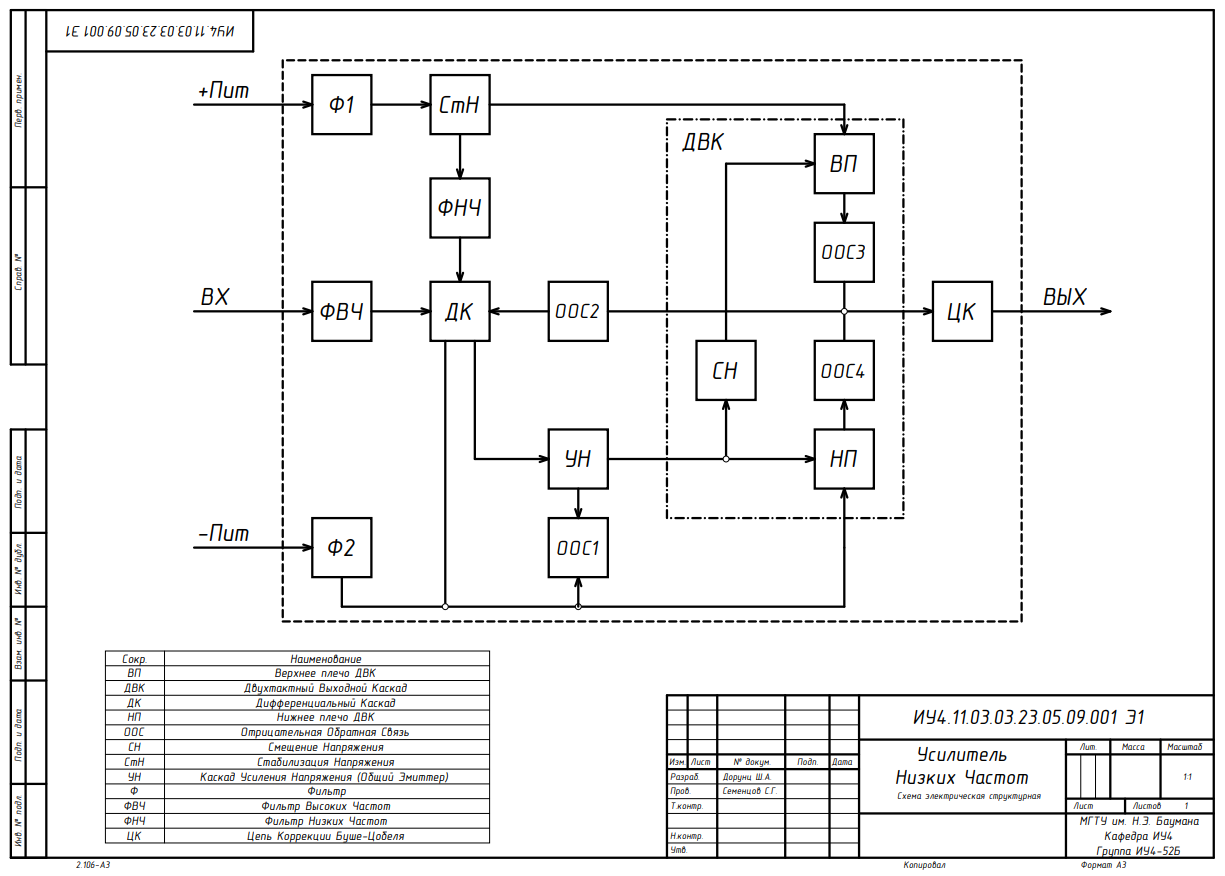 ИУ4.11.03.03.23.05.09.001 Э1
Перв. примен.
Справ. №
Подп. и дата
Инв. № дубл.
Взам. инв. №
Подп. и дата
Инв. № подл.
+Пит
Ф1
СтН
ДВК
ВП
ФНЧ
ООС3
ВХ
ФВЧ
ДК
ООС2
ЦК
ВЫХ
СН
ООС4
УН
НП
-Пит
Ф2
ООС1
Сокр. Наименование
ВП Верхнее плечо ДВК
ДВК Двухтактный Выходной Каскад
ДК Дифференциальный Каскад
НП Нижнее плечо ДВК
ООС Отрицательная Обратная Связь
СН Смещение Напряжения
СтН Стабилизация Напряжения
УН Каскад Усиления Напряжения (Общий Эмиттер)
Ф Фильтр
ФВЧ Фильтр Высоких Частот
ФНЧ Фильтр Низких Частот
ЦК Цепь Коррекции Буше-Цобеля
ИУ4.11.03.03.23.05.09.001 Э1
Изм. Лист № докум. Подп. Дата
Разраб. Дорунц Ш.А.
Пров. Семенцов С.Г.
Т.контр.
Н.контр.
Утв.
Усилитель
Низких Частот
Схема электрическая структурная
Лит. Масса Масштаб
1:1
Лист Листов 1
МГТУ им. Н.Э. Баумана
Кафедра ИУ4
Группа ИУ4-52Б
2.106-А3 Копировал Формат А3